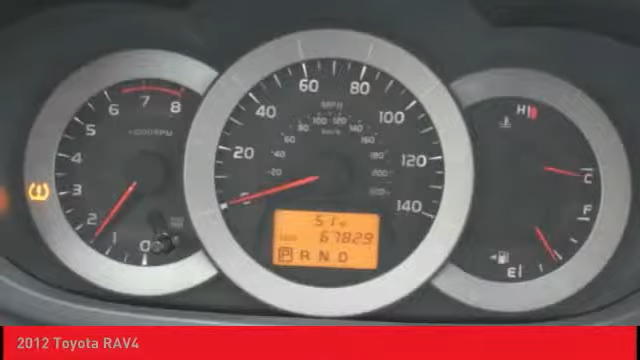 0 1 2 3 4 5 6 7 8
x1000RPM
0 20 40 60 80 100 120 140
MPH
20 40 60 80 100 120 140 160 180
km/h
51
67829
P R N D
H
C
F
E
2012 Toyota RAV4